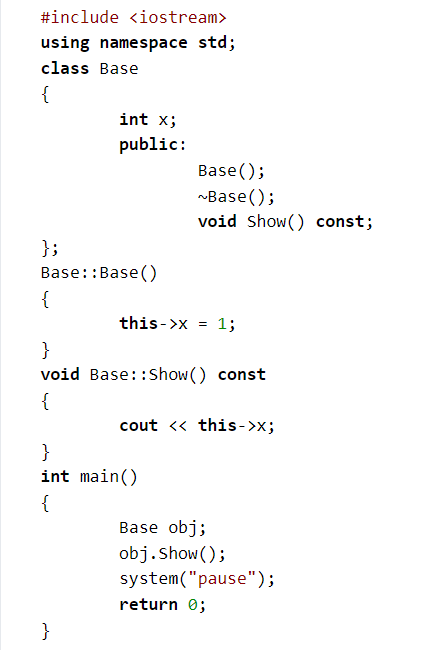 #include <iostream>
using namespace std;
class Base
{
        int x;
        public:
                Base();
                ~Base();
                void Show() const;
};
Base::Base()
{
        this->x = 1;
}
void Base::Show() const
{
        cout << this->x;
}
int main()
{
        Base obj;
        obj.Show();
        system("pause");
        return 0;
}